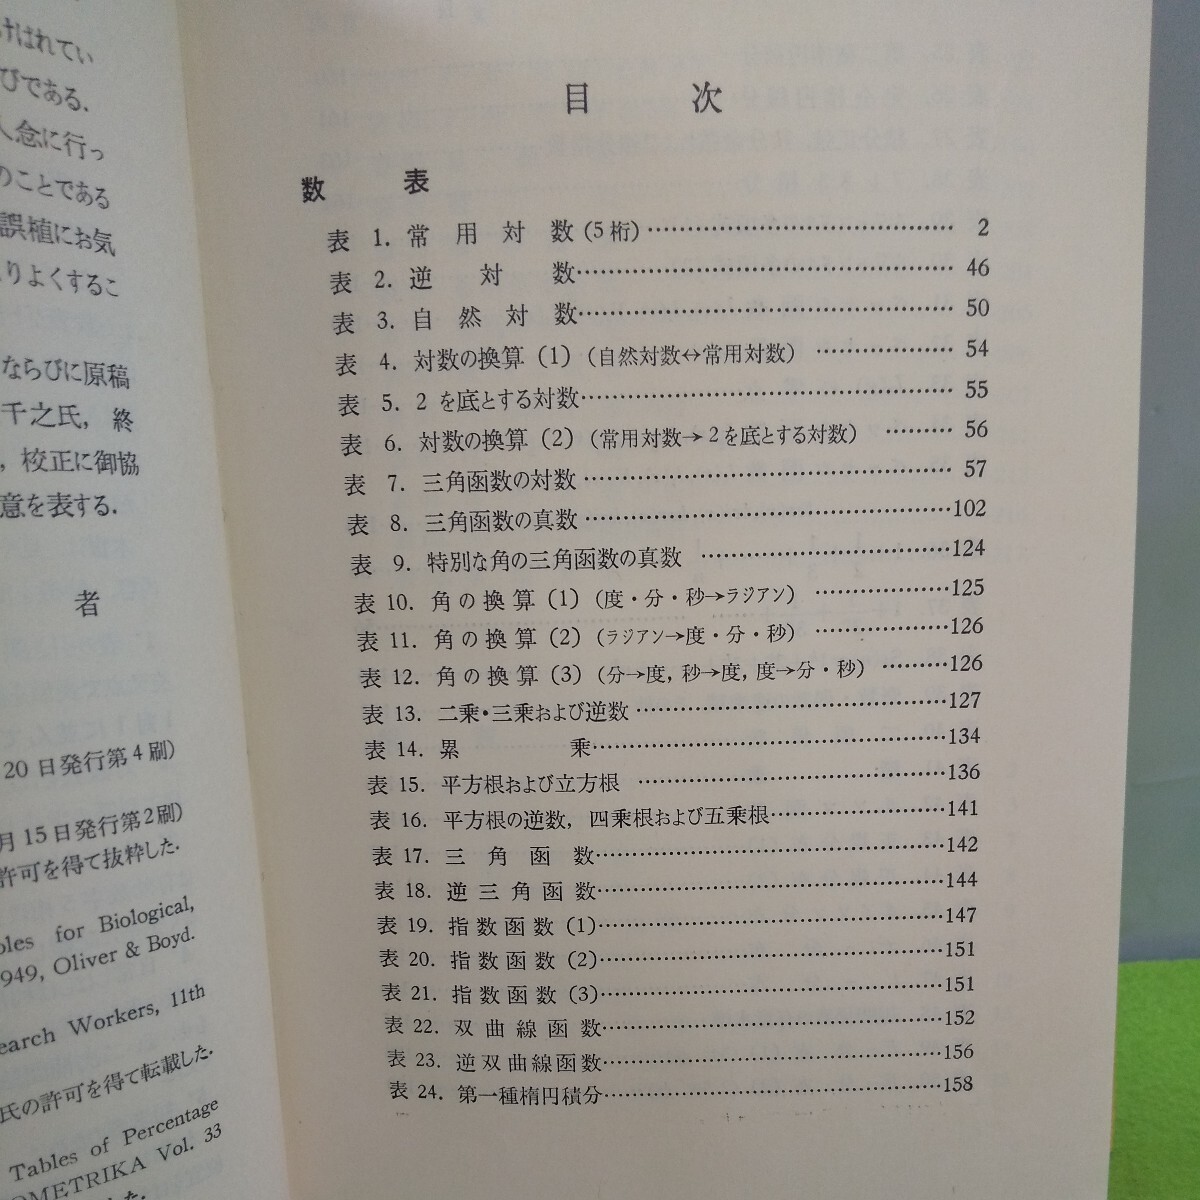 けばれてい
びである.
入念に行っ
のことである
誤植にお気
よりよくするこ
ならびに原稿
千之氏, 終
, 校正に御協
意を表する.
者
20日発行第4刷)
月15日発行第2刷)
許可を得て抜粋した.
bles for Biological,
949, Oliver & Boyd.
earch Workers, 11th
氏の許可を得て転載した.
Tables of Percentage
OMETRIKA Vol. 33
目次
数表
表 1. 常用対数(5桁)……………2
表 2. 逆対数……………46
表 3. 自然対数……………50
表 4. 対数の換算(1)(自然対数↔常用対数)……………54
表 5. 2を底とする対数……………55
表 6. 対数の換算(2)(常用対数→2を底とする対数)………56
表 7. 三角函数の対数……………57
表 8. 三角函数の真数……………102
表 9. 特別な角の三角函数の真数……………124
表 10. 角の換算(1)(度・分・秒→ラジアン)……………125
表 11. 角の換算(2)(ラジアン→度・分・秒)……………126
表 12. 角の換算(3)(分→度, 秒→度, 度→分・秒)………126
表 13. 二乗・三乗および逆数……………127
表 14. 累乗……………134
表 15. 平方根および立方根……………136
表 16. 平方根の逆数, 四乗根および五乗根……………141
表 17. 三角函数……………142
表 18. 逆三角函数……………144
表 19. 指数函数(1)……………147
表 20. 指数函数(2)……………151
表 21. 指数函数(3)……………151
表 22. 双曲線函数……………152
表 23. 逆双曲線函数……………156
表 24. 第一種楕円積分……………158